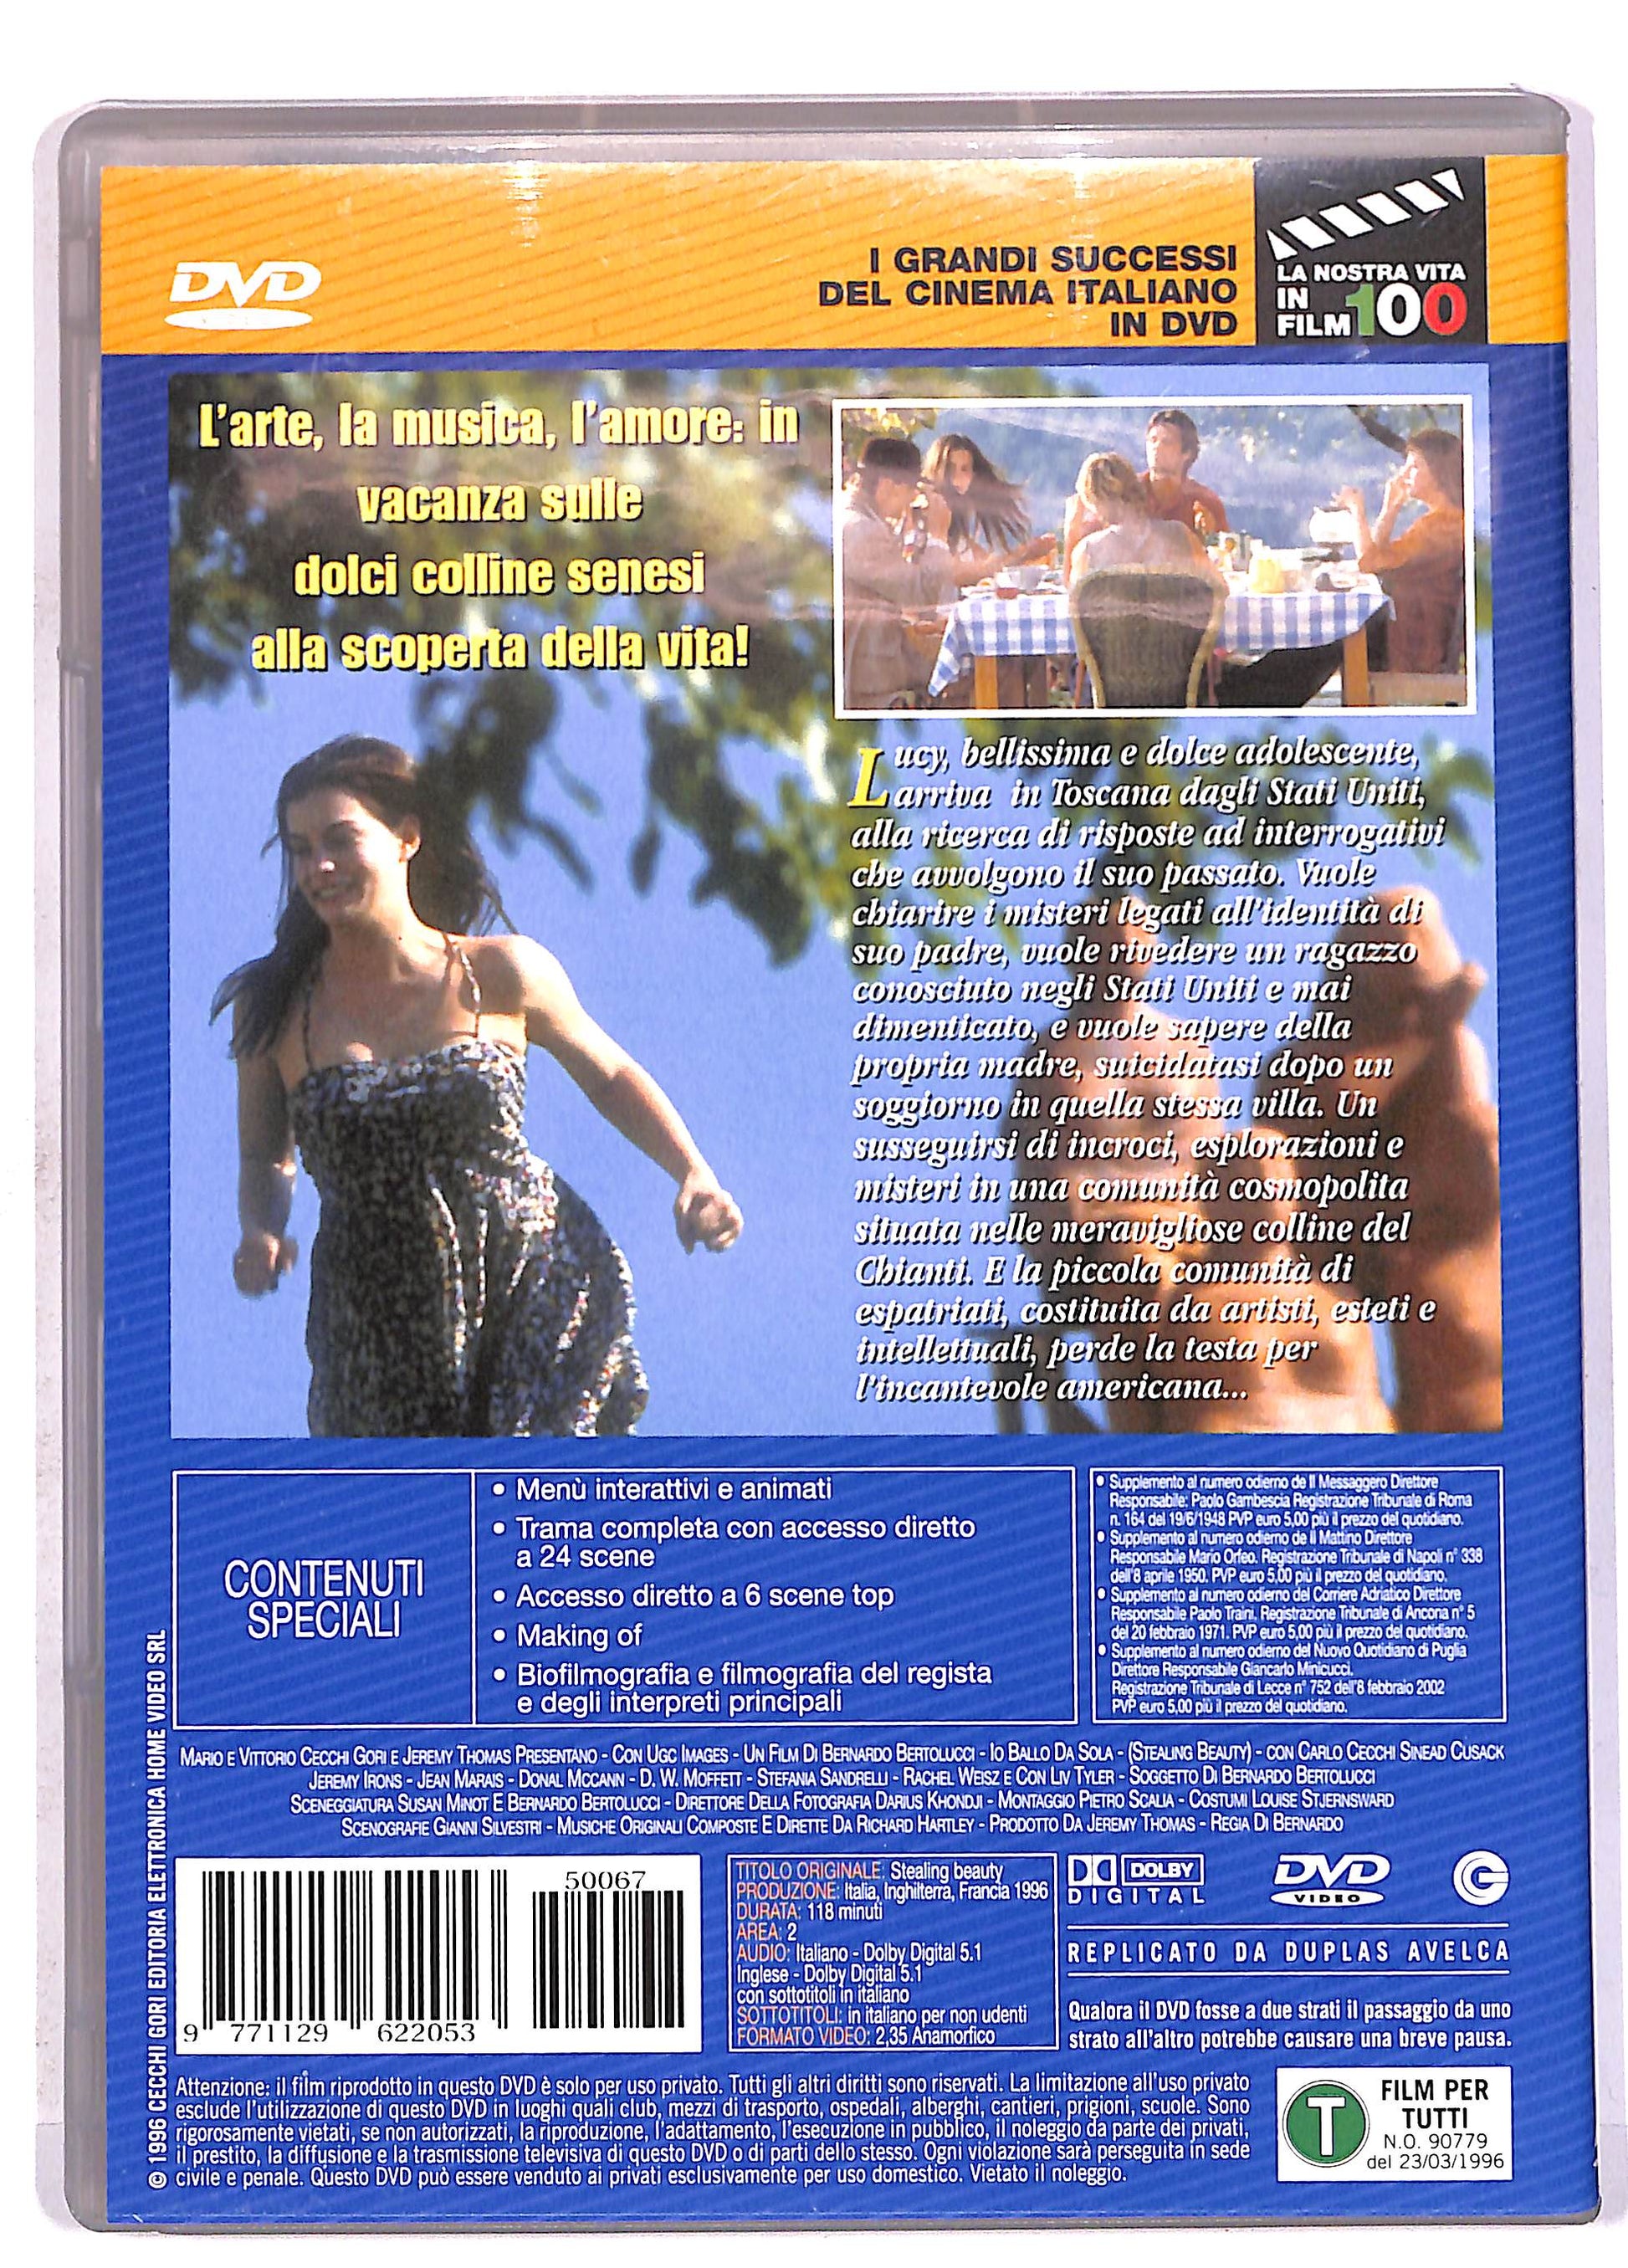 DVD
I GRANDI SUCCESSI
DEL CINEMA ITALIANO
IN DVD
LA NOSTRA VITA
IN
FILM 100
L'arte, la musica, l'amore: in
vacanza sulle
dolci colline senesi
alla scoperta della vita!
Lucy, bellissima e dolce adolescente,
arriva in Toscana dagli Stati Uniti,
alla ricerca di risposte ad interrogativi
che avvolgono il suo passato. Vuole
chiarire i misteri legati all'identità di
suo padre, vuole rivedere un ragazzo
conosciuto negli Stati Uniti e mai
dimenticato, e vuole sapere della
propria madre, suicidatasi dopo un
soggiorno in quella stessa villa. Un
susseguirsi di incroci, esplorazioni e
misteri in una comunità cosmopolita
situata nelle meravigliose colline del
Chianti. E la piccola comunità di
espatriati, costituita da artisti, esteti e
intellettuali, perde la testa per
l'incantevole americana...
CONTENUTI
SPECIALI
• Menù interattivi e animati
• Trama completa con accesso diretto
a 24 scene
• Accesso diretto a 6 scene top
• Making of
• Biofilmografia e filmografia del regista
e degli interpreti principali
• Supplemento al numero odierno de Il Messaggero Direttore
Responsabile: Paolo Gambescia Registrazione Tribunale di Roma
n. 164 del 19/6/1948 PVP euro 5,00 più il prezzo del quotidiano.
• Supplemento al numero odierno de Il Mattino Direttore
Responsabile Mario Orfeo. Registrazione Tribunale di Napoli n° 338
dell'8 aprile 1950. PVP euro 5,00 più il prezzo del quotidiano.
• Supplemento al numero odierno del Corriere Adriatico Direttore
Responsabile Paolo Traini. Registrazione Tribunale di Ancona n° 5
del 20 febbraio 1971. PVP euro 5,00 più il prezzo del quotidiano.
• Supplemento al numero odierno del Nuovo Quotidiano di Puglia
Direttore Responsabile Giancarlo Minicucci.
Registrazione Tribunale di Lecce n° 752 dell'8 febbraio 2002
PVP euro 5,00 più il prezzo del quotidiano.
© 1996 CECCHI GORI EDITORIA ELETTRONICA HOME VIDEO SRL
MARIO E VITTORIO CECCHI GORI E JEREMY THOMAS PRESENTANO - CON UGC IMAGES - UN FILM DI BERNARDO BERTOLUCCI - IO BALLO DA SOLA - (STEALING BEAUTY) - CON CARLO CECCHI SINEAD CUSACK
JEREMY IRONS - JEAN MARAIS - DONAL MCCANN - D. W. MOFFETT - STEFANIA SANDRELLI - RACHEL WEISZ E CON LIV TYLER - SOGGETTO DI BERNARDO BERTOLUCCI
SCENEGGIATURA SUSAN MINOT E BERNARDO BERTOLUCCI - DIRETTORE DELLA FOTOGRAFIA DARIUS KHONDJI - MONTAGGIO PIETRO SCALIA - COSTUMI LOUISE STJERNSWARD
SCENOGRAFIE GIANNI SILVESTRI - MUSICHE ORIGINALI COMPOSTE E DIRETTE DA RICHARD HARTLEY - PRODOTTO DA JEREMY THOMAS - REGIA DI BERNARDO
50067
9 771129 622053
TITOLO ORIGINALE: Stealing beauty
PRODUZIONE: Italia, Inghilterra, Francia 1996
DURATA: 118 minuti
AREA: 2
AUDIO: Italiano - Dolby Digital 5.1
Inglese - Dolby Digital 5.1
con sottotitoli in italiano
SOTTOTITOLI: in italiano per non udenti
FORMATO VIDEO: 2,35 Anamorfico
DOLBY
DIGITAL
DVD
VIDEO
REPLICATO DA DUPLAS AVELCA
Qualora il DVD fosse a due strati il passaggio da uno
strato all'altro potrebbe causare una breve pausa.
Attenzione: il film riprodotto in questo DVD è solo per uso privato. Tutti gli altri diritti sono riservati. La limitazione all'uso privato
esclude l'utilizzazione di questo DVD in luoghi quali club, mezzi di trasporto, ospedali, alberghi, cantieri, prigioni, scuole. Sono
rigorosamente vietati, se non autorizzati, la riproduzione, l'adattamento, l'esecuzione in pubblico, il noleggio da parte dei privati,
il prestito, la diffusione e la trasmissione televisiva di questo DVD o di parti dello stesso. Ogni violazione sarà perseguita in sede
civile e penale. Questo DVD può essere venduto ai privati esclusivamente per uso domestico. Vietato il noleggio.
T
FILM PER
TUTTI
N.O. 90779
del 23/03/1996